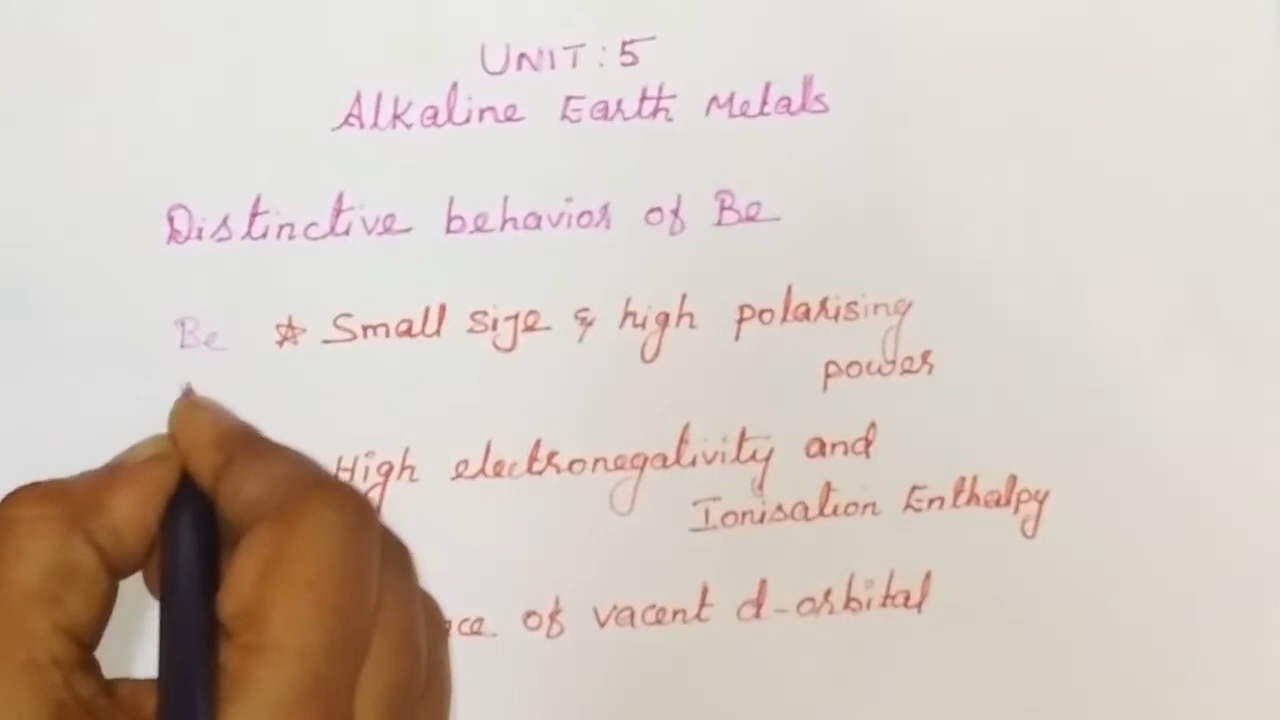 UNIT: 5
Alkaline Earth Metals
Distinctive behavior of Be
Be ☆ Small size & high polarising
power
High electronegativity and
Ionisation Enthalpy
of vacent d-orbital